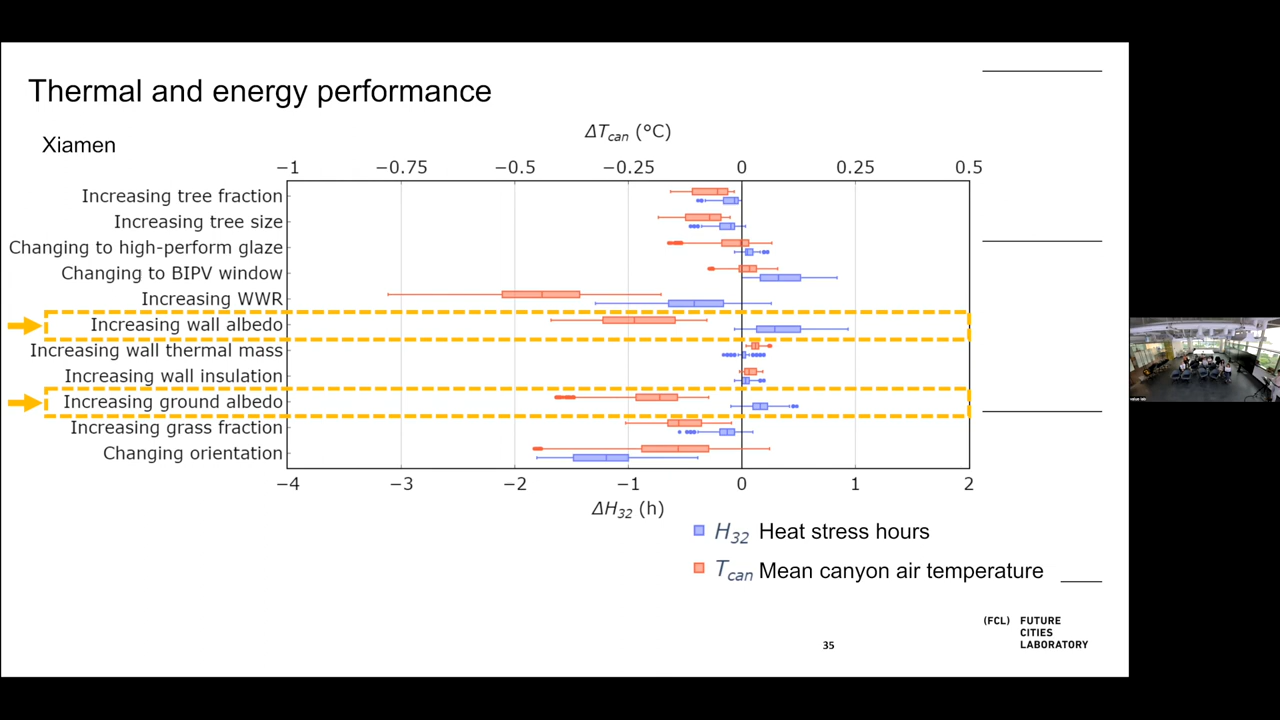 Thermal and energy performance
Xiamen
ΔTcan (°C)
−1 −0.75 −0.5 −0.25 0 0.25 0.5
Increasing tree fraction
Increasing tree size
Changing to high-perform glaze
Changing to BIPV window
Increasing WWR
Increasing wall albedo
Increasing wall thermal mass
Increasing wall insulation
Increasing ground albedo
Increasing grass fraction
Changing orientation
−4 −3 −2 −1 0 1 2
ΔH32 (h)
H32 Heat stress hours
Tcan Mean canyon air temperature
(FCL) FUTURE
CITIES
LABORATORY
35